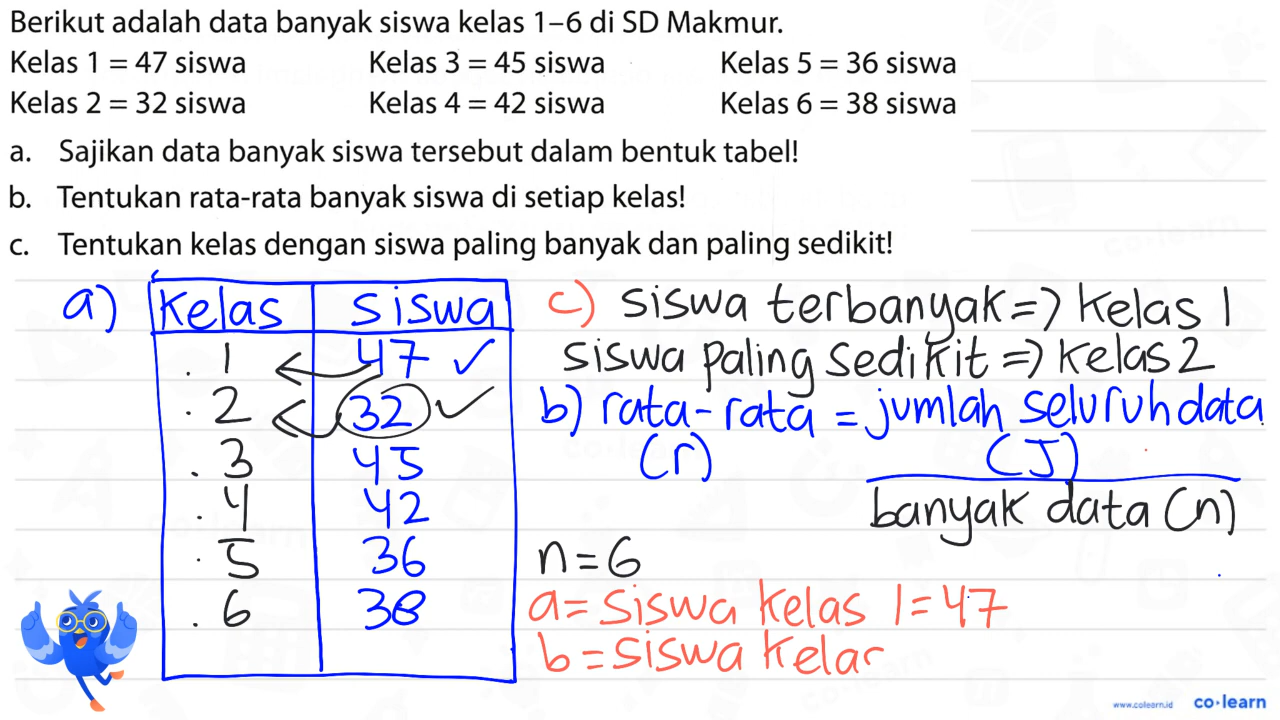 Berikut adalah data banyak siswa kelas 1–6 di SD Makmur.
Kelas 1 = 47 siswa Kelas 3 = 45 siswa Kelas 5 = 36 siswa
Kelas 2 = 32 siswa Kelas 4 = 42 siswa Kelas 6 = 38 siswa
a. Sajikan data banyak siswa tersebut dalam bentuk tabel!
b. Tentukan rata-rata banyak siswa di setiap kelas!
c. Tentukan kelas dengan siswa paling banyak dan paling sedikit!
a) Kelas siswa
1 ← 47 ✓
2 ← 32 ✓
3 45
4 42
5 36
6 38
c) siswa terbanyak => Kelas 1
siswa paling sedikit => Kelas 2
b) rata-rata = jumlah seluruh data
(r) (J)
banyak data (n)
n = 6
a = siswa kelas 1 = 47
b = siswa kelar
www.colearn.id co·learn